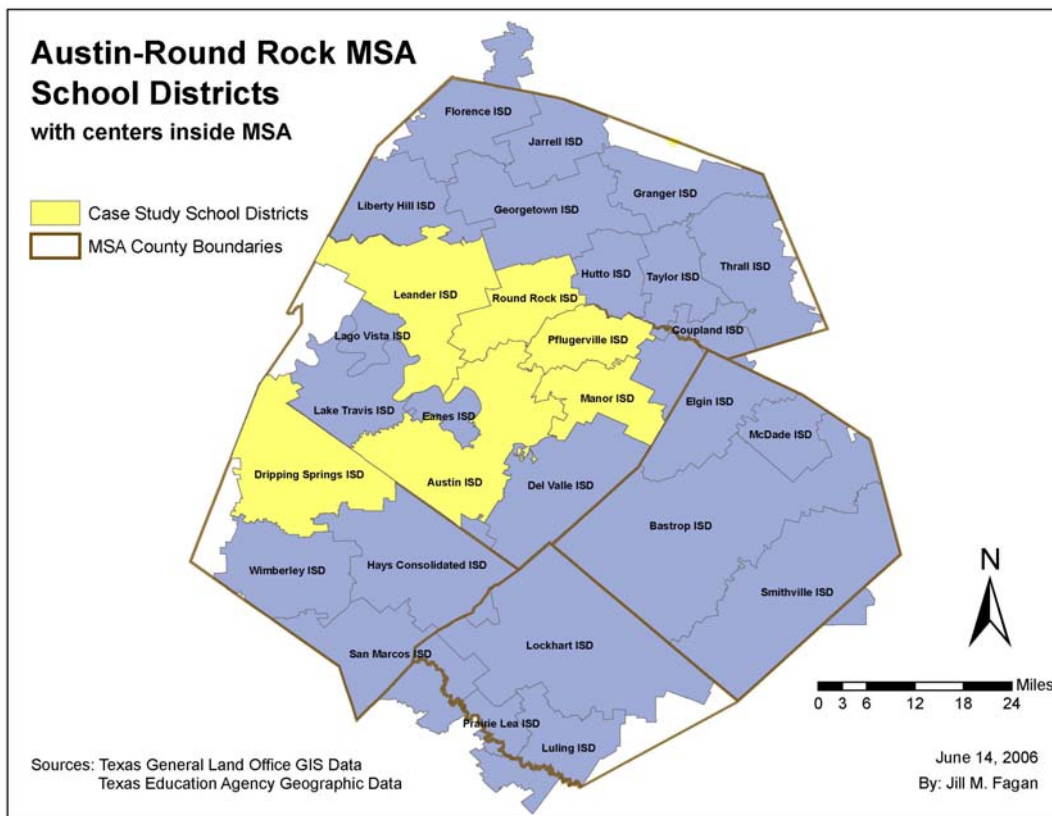 Austin-Round Rock MSA
School Districts
with centers inside MSA
Case Study School Districts
MSA County Boundaries
Florence ISD
Jarrell ISD
Granger ISD
Liberty Hill ISD
Georgetown ISD
Hutto ISD
Taylor ISD
Thrall ISD
Leander ISD
Round Rock ISD
Coupland ISD
Lago Vista ISD
Pflugerville ISD
Manor ISD
Elgin ISD
Lake Travis ISD
Eanes ISD
McDade ISD
Dripping Springs ISD
Austin ISD
Del Valle ISD
Bastrop ISD
Wimberley ISD
Hays Consolidated ISD
Smithville ISD
San Marcos ISD
Lockhart ISD
Prairie Lea ISD
Luling ISD
N
Miles
0 3 6 12 18 24
Sources: Texas General Land Office GIS Data
Texas Education Agency Geographic Data
June 14, 2006
By: Jill M. Fagan